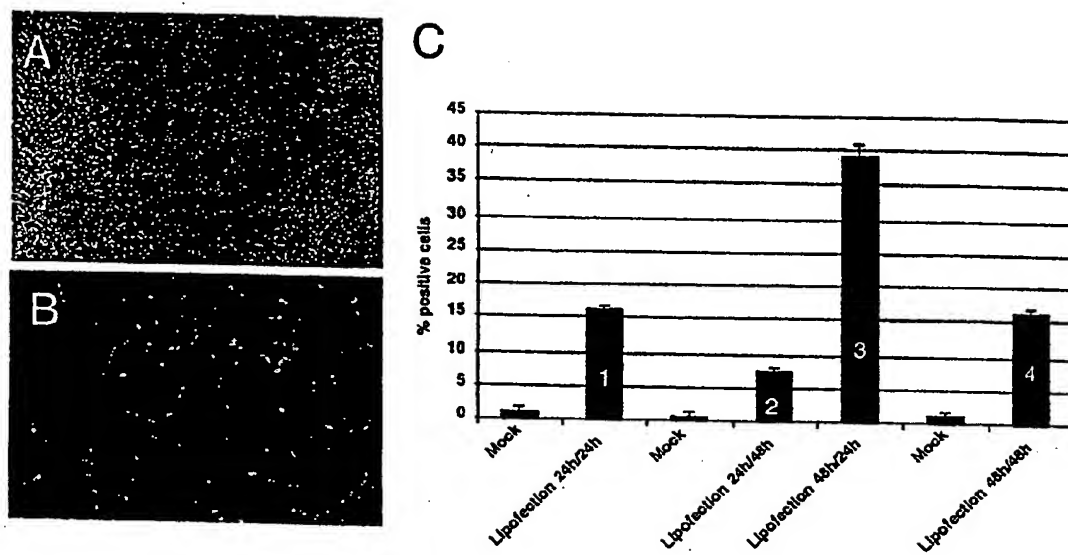 A
B
C
45
40
35
30
25
20
15
10
5
0
% positive cells
1
2
3
4
Mock
Lipofection 24h/24h
Mock
Lipofection 24h/48h
Lipofection 48h/24h
Mock
Lipofection 48h/48h